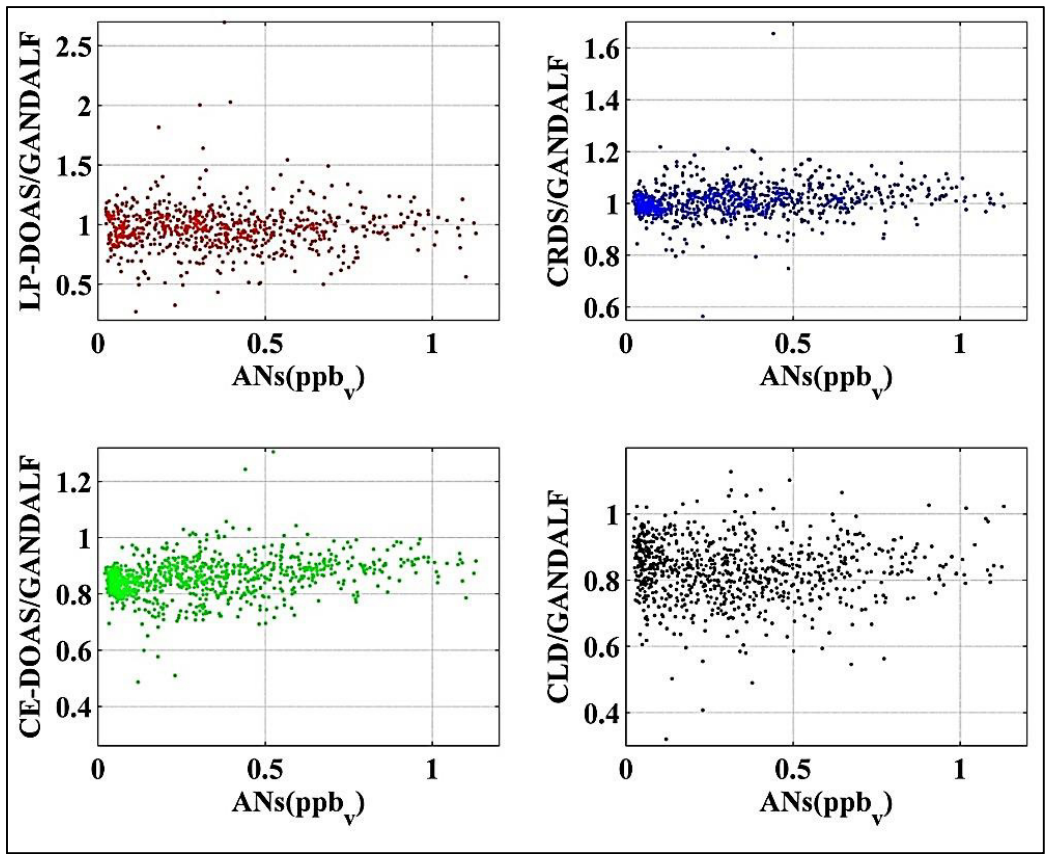 LP-DOAS/GANDALF
2.5
2
1.5
1
0.5
0 0.5 1
ANs(ppbv)
CRDS/GANDALF
1.6
1.4
1.2
1
0.8
0.6
0 0.5 1
ANs(ppbv)
CE-DOAS/GANDALF
1.2
1
0.8
0.6
0.4
0 0.5 1
ANs(ppbv)
CLD/GANDALF
1
0.8
0.6
0.4
0 0.5 1
ANs(ppbv)